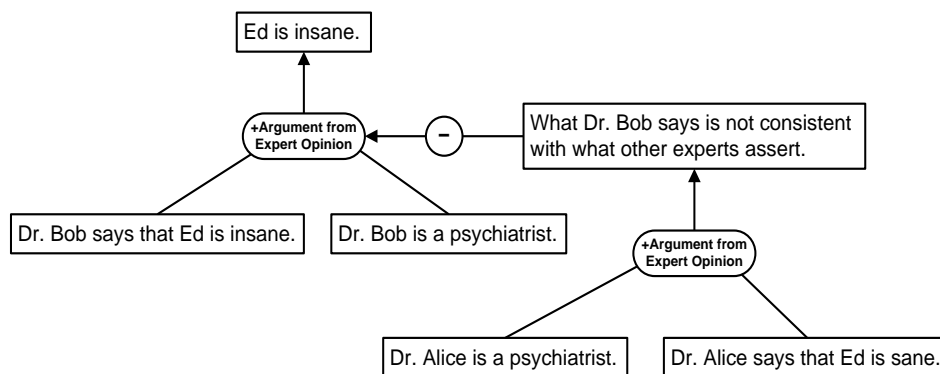 Ed is insane.
+Argument from
Expert Opinion
−
What Dr. Bob says is not consistent
with what other experts assert.
Dr. Bob says that Ed is insane.
Dr. Bob is a psychiatrist.
+Argument from
Expert Opinion
Dr. Alice is a psychiatrist.
Dr. Alice says that Ed is sane.